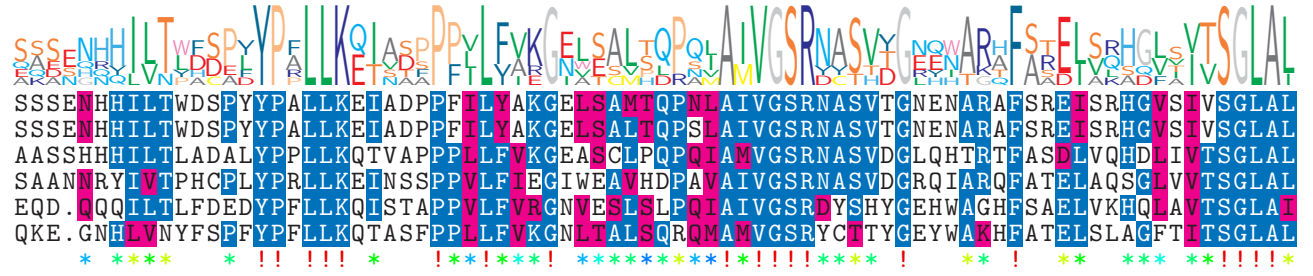 SSSENHHILTWDSPYYPALLKEIADPPFILYAKGELSAMTQPNLAIVGSRNASVTGNENARAFSREISRHGVSIVSGLAL
SSSENHHILTWDSPYYPALLKEIADPPFILYAKGELSALTQPSLAIVGSRNASVTGNENARAFSREISRHGVSIVSGLAL
AASSHHHILTLADALYPPLLKQTVAPPPLLFVKGEASCLPQPQIAMVGSRNASVDGLQHTRTFASDLVQHDLIVTSGLAL
SAANNRYIVTPHCPLYPRLLKEINSSPPVLFIEGIWEAVHDPAVAIVGSRNASVDGRQIARQFATELAQSGLVVTSGLAL
EQD.QQQILTLFDEDYPFLLKQISTAPPVLFVRGNVESLSLPQIAIVGSRDYSHYGEHWAGHFSAELVKHQLAVTSGLAI
QKE.GNHLVNYFSPFYPFLLKQTASFPPLLFVKGNLTALSQRQMAMVGSRYCTTYGEYWAKHFATELSLAGFTITSGLAL
* **** * !! !!! * !**!***! *********!*!!!!**** ! ** ! ** *** **!!!!*